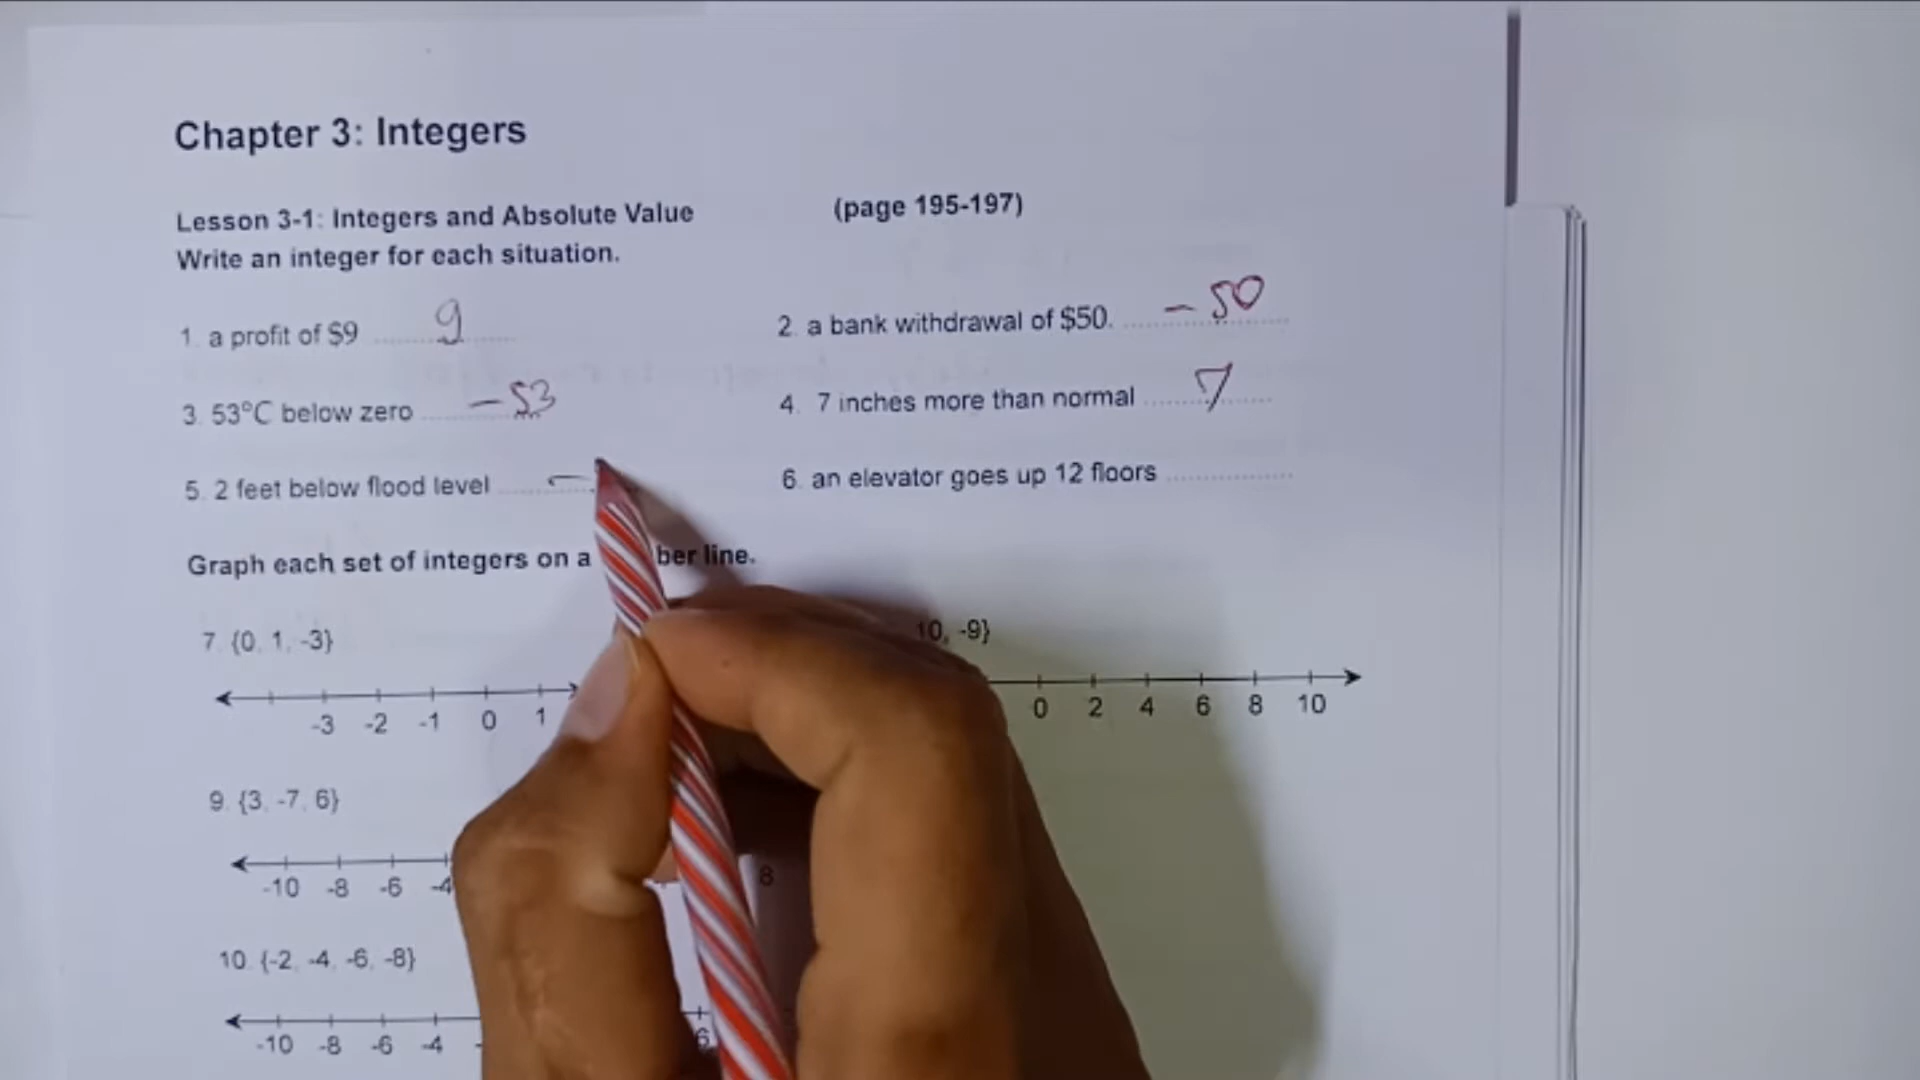 Chapter 3: Integers
Lesson 3-1: Integers and Absolute Value (page 195-197)
Write an integer for each situation.
1. a profit of $9 9
2. a bank withdrawal of $50. -50
3. 53°C below zero -53
4. 7 inches more than normal 7
5. 2 feet below flood level -
6. an elevator goes up 12 floors
Graph each set of integers on a ber line.
7. {0, 1, -3}
10, -9}
-3 -2 -1 0 1
0 2 4 6 8 10
9. {3, -7, 6}
-10 -8 -6 -4 8
10. {-2, -4, -6, -8}
-10 -8 -6 -4 6